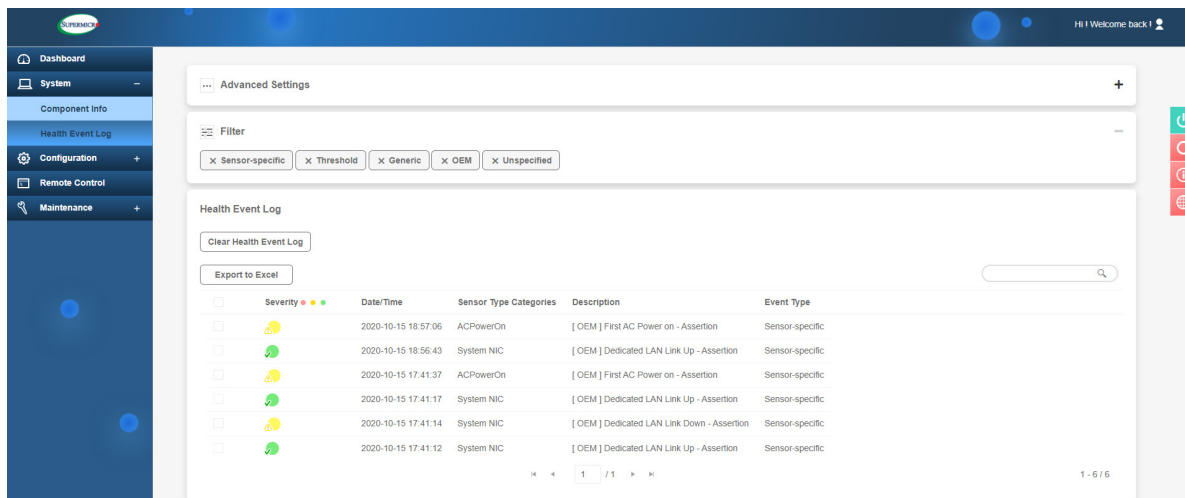 SUPERMICR
Hi ! Welcome back !
Dashboard
System −
Component Info
Health Event Log
Configuration +
Remote Control
Maintenance +
... Advanced Settings +
Filter −
× Sensor-specific × Threshold × Generic × OEM × Unspecified
Health Event Log
Clear Health Event Log
Export to Excel
Severity Date/Time Sensor Type Categories Description Event Type
2020-10-15 18:57:06 ACPowerOn [ OEM ] First AC Power on - Assertion Sensor-specific
2020-10-15 18:56:43 System NIC [ OEM ] Dedicated LAN Link Up - Assertion Sensor-specific
2020-10-15 17:41:37 ACPowerOn [ OEM ] First AC Power on - Assertion Sensor-specific
2020-10-15 17:41:17 System NIC [ OEM ] Dedicated LAN Link Up - Assertion Sensor-specific
2020-10-15 17:41:14 System NIC [ OEM ] Dedicated LAN Link Down - Assertion Sensor-specific
2020-10-15 17:41:12 System NIC [ OEM ] Dedicated LAN Link Up - Assertion Sensor-specific
1 / 1 1 - 6 / 6